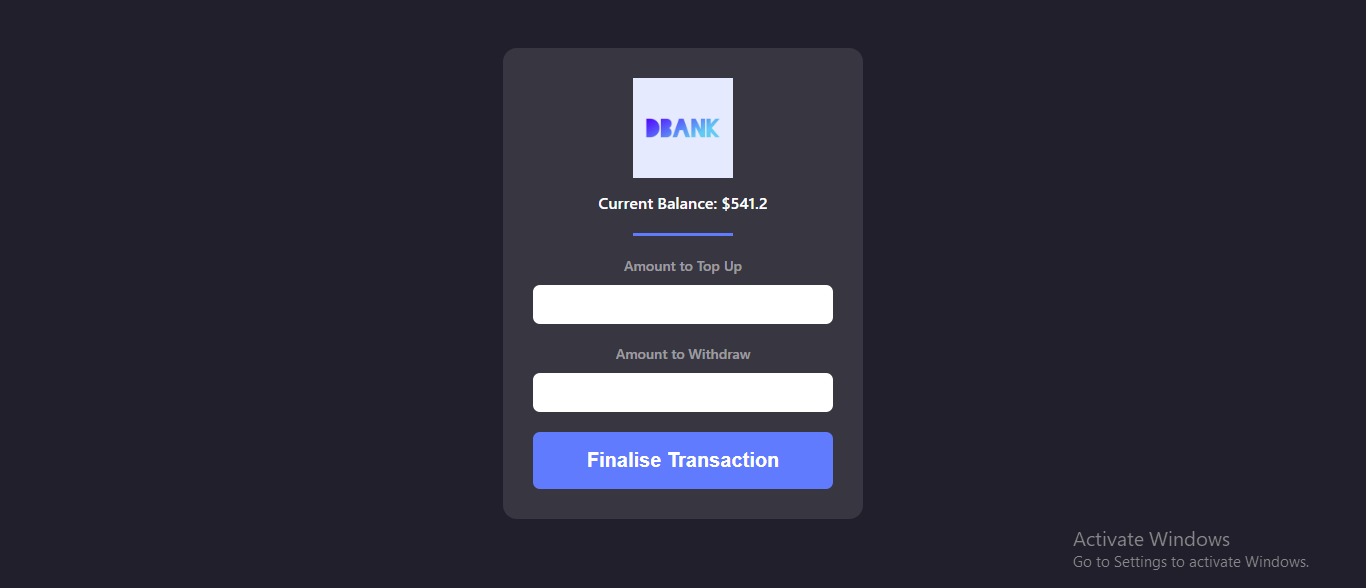 DBANK
Current Balance: $541.2
Amount to Top Up
Amount to Withdraw
Finalise Transaction
Activate Windows
Go to Settings to activate Windows.